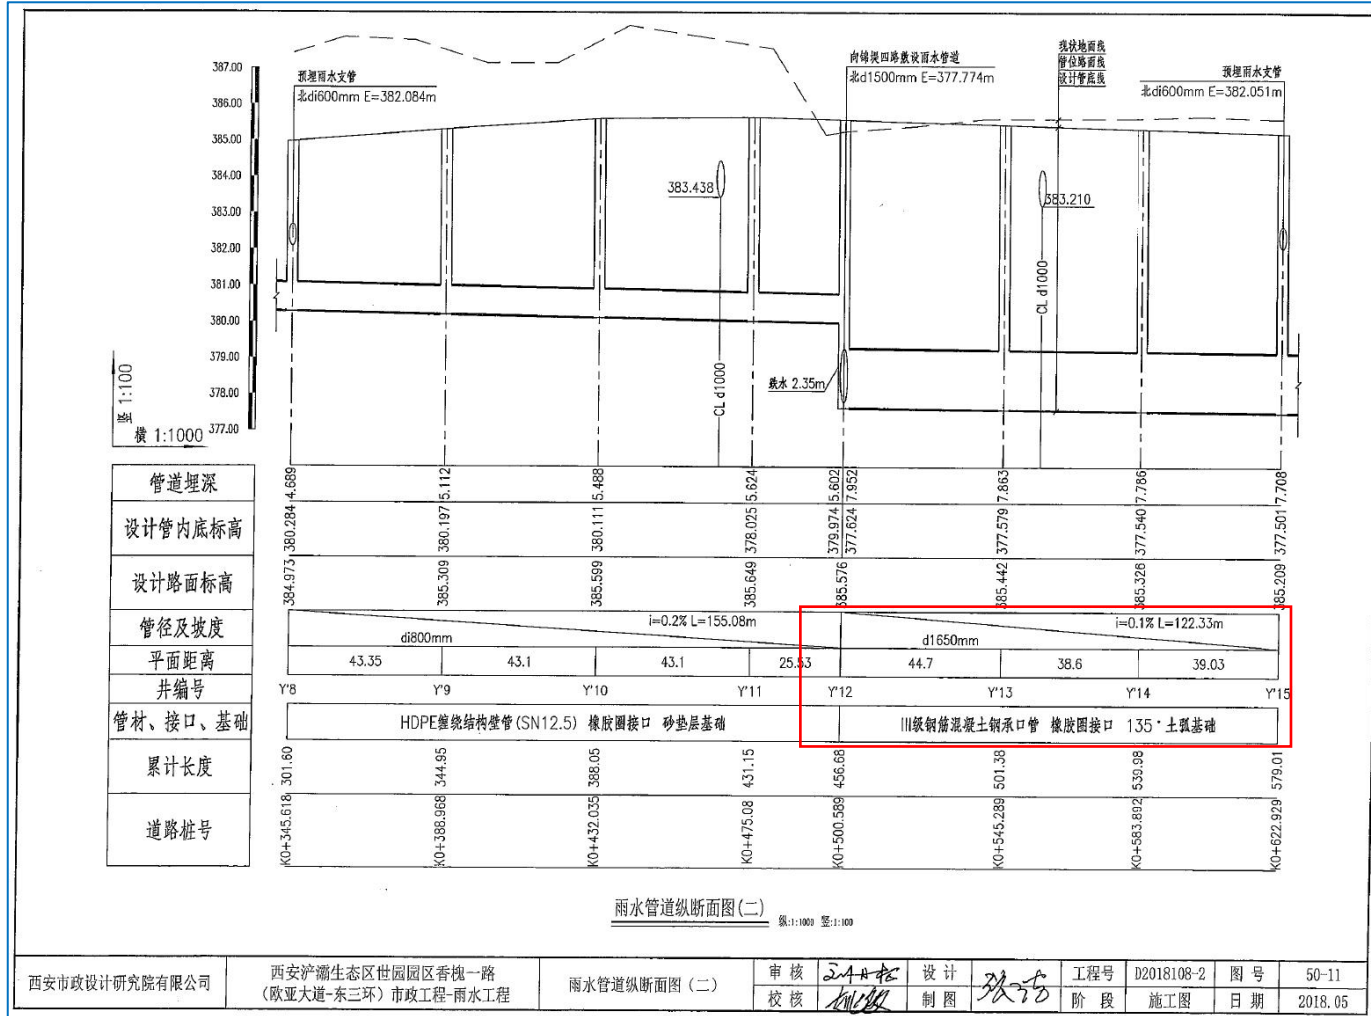 387.00
386.00
385.00
384.00
383.00
382.00
381.00
380.00
379.00
378.00
377.00
竖 1:100
横 1:1000
预埋雨水支管
北di600mm E=382.084m
向锦堤四路敷设雨水管道
北d1500mm E=377.774m
现状地面线
管位路面线
设计管底线
预埋雨水支管
北di600mm E=382.051m
383.438
383.210
CL d1000
CL d1000
跌水 2.35m
管道埋深 4.689 5.112 5.488 5.624 5.602 7.952 7.863 7.786 7.708
设计管内底标高 380.284 380.197 380.111 378.025 379.974 377.624 377.579 377.540 377.501
设计路面标高 384.973 385.309 385.599 385.649 385.576 385.442 385.326 385.209
管径及坡度 di800mm i=0.2% L=155.08m d1650mm i=0.1% L=122.33m
平面距离 43.35 43.1 43.1 25.53 44.7 38.6 39.03
井编号 Y'8 Y'9 Y'10 Y'11 Y'12 Y'13 Y'14 Y'15
管材、接口、基础 HDPE缠绕结构壁管(SN12.5) 橡胶圈接口 砂垫层基础 III级钢筋混凝土钢承口管 橡胶圈接口 135°土弧基础
累计长度 301.60 344.95 388.05 431.15 456.68 501.38 539.98 579.01
道路桩号 K0+345.618 K0+388.968 K0+432.035 K0+475.08 K0+500.589 K0+545.289 K0+583.892 K0+622.929
雨水管道纵断面图(二) 纵:1:1000 竖:1:100
西安市政设计研究院有限公司
西安浐灞生态区世园园区香槐一路
（欧亚大道-东三环）市政工程-雨水工程
雨水管道纵断面图（二）
审 核 设 计 工程号 D2018108-2 图 号 50-11
校 核 制 图 阶 段 施工图 日 期 2018.05